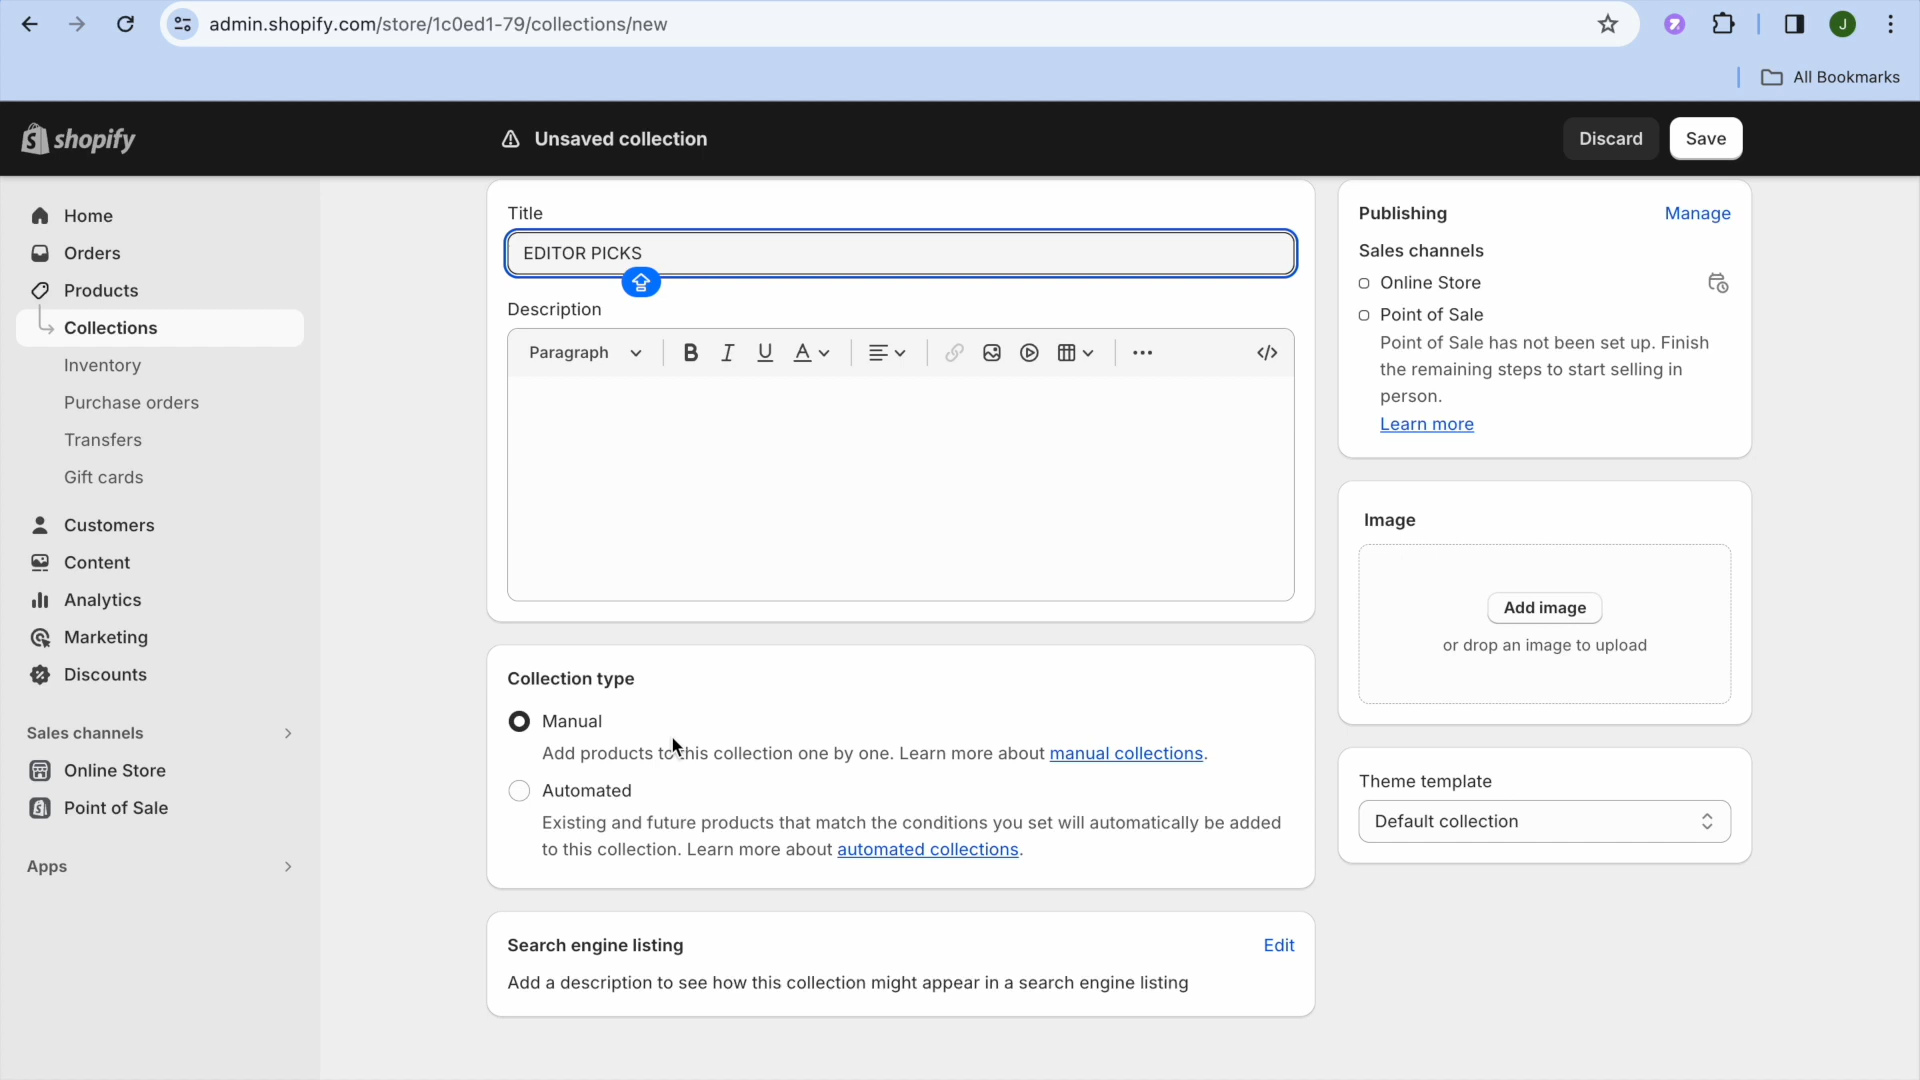 admin.shopify.com/store/1c0ed1-79/collections/new
J
All Bookmarks
shopify
Unsaved collection
Discard
Save
Home
Orders
Products
Collections
Inventory
Purchase orders
Transfers
Gift cards
Customers
Content
Analytics
Marketing
Discounts
Sales channels
Online Store
Point of Sale
Apps
Title
EDITOR PICKS
Description
Paragraph
B I U A
Collection type
Manual
Add products to this collection one by one. Learn more about manual collections.
Automated
Existing and future products that match the conditions you set will automatically be added
to this collection. Learn more about automated collections.
Search engine listing
Edit
Add a description to see how this collection might appear in a search engine listing
Publishing
Manage
Sales channels
Online Store
Point of Sale
Point of Sale has not been set up. Finish
the remaining steps to start selling in
person.
Learn more
Image
Add image
or drop an image to upload
Theme template
Default collection